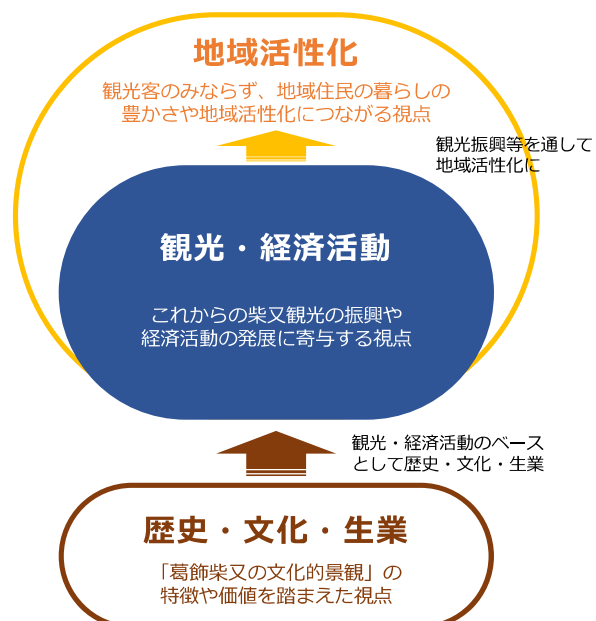 地域活性化
観光客のみならず、地域住民の暮らしの
豊かさや地域活性化につながる視点
観光振興等を通して
地域活性化に
観光・経済活動
これからの柴又観光の振興や
経済活動の発展に寄与する視点
観光・経済活動のベース
として歴史・文化・生業
歴史・文化・生業
「葛飾柴又の文化的景観」の
特徴や価値を踏まえた視点